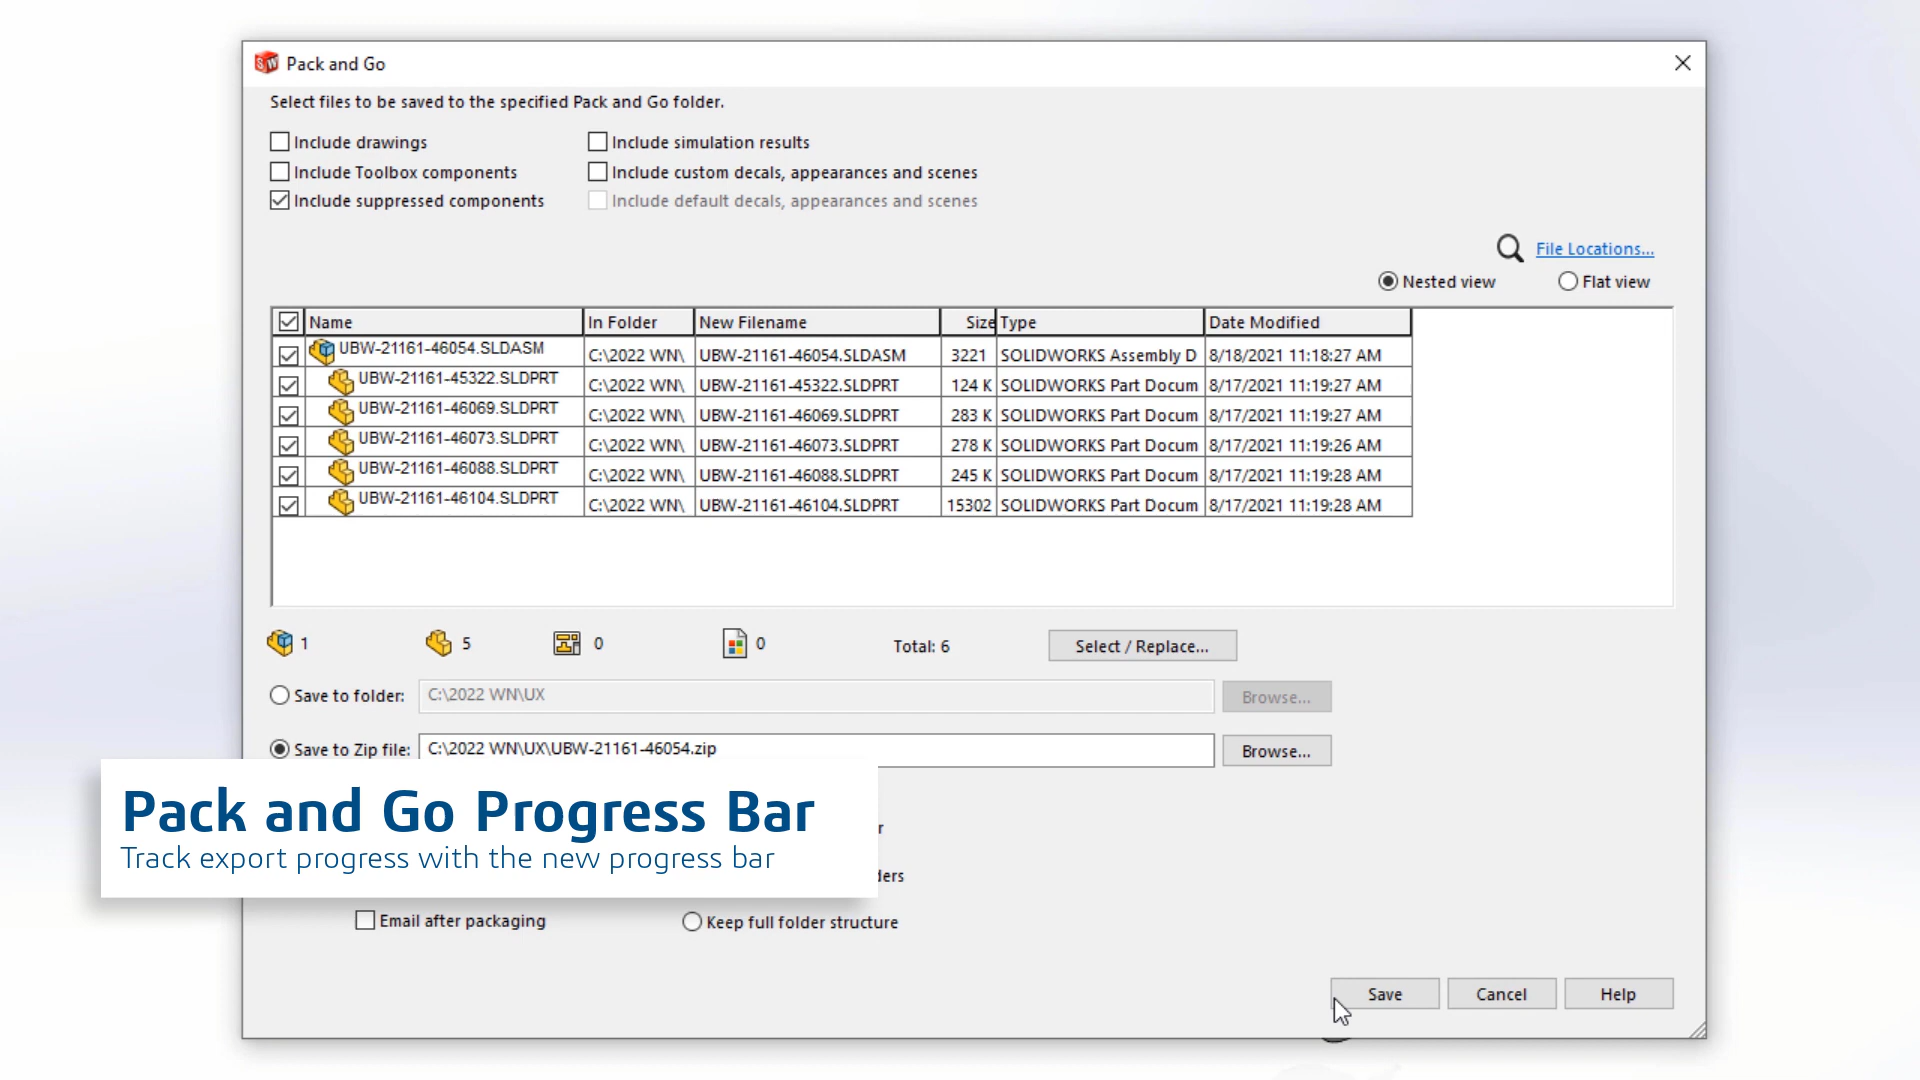 Pack and Go
Select files to be saved to the specified Pack and Go folder.
Include drawings
Include simulation results
Include Toolbox components
Include custom decals, appearances and scenes
Include suppressed components
Include default decals, appearances and scenes
File Locations...
Nested view
Flat view
Name In Folder New Filename Size Type Date Modified
UBW-21161-46054.SLDASM C:\2022 WN\ UBW-21161-46054.SLDASM 3221 SOLIDWORKS Assembly D 8/18/2021 11:18:27 AM
UBW-21161-45322.SLDPRT C:\2022 WN\ UBW-21161-45322.SLDPRT 124 K SOLIDWORKS Part Docum 8/17/2021 11:19:27 AM
UBW-21161-46069.SLDPRT C:\2022 WN\ UBW-21161-46069.SLDPRT 283 K SOLIDWORKS Part Docum 8/17/2021 11:19:27 AM
UBW-21161-46073.SLDPRT C:\2022 WN\ UBW-21161-46073.SLDPRT 278 K SOLIDWORKS Part Docum 8/17/2021 11:19:26 AM
UBW-21161-46088.SLDPRT C:\2022 WN\ UBW-21161-46088.SLDPRT 245 K SOLIDWORKS Part Docum 8/17/2021 11:19:28 AM
UBW-21161-46104.SLDPRT C:\2022 WN\ UBW-21161-46104.SLDPRT 15302 SOLIDWORKS Part Docum 8/17/2021 11:19:28 AM
1 5 0 0 Total: 6 Select / Replace...
Save to folder: C:\2022 WN\UX Browse...
Save to Zip file: C:\2022 WN\UX\UBW-21161-46054.zip Browse...
Pack and Go Progress Bar
Track export progress with the new progress bar
Email after packaging
Keep full folder structure
Save Cancel Help